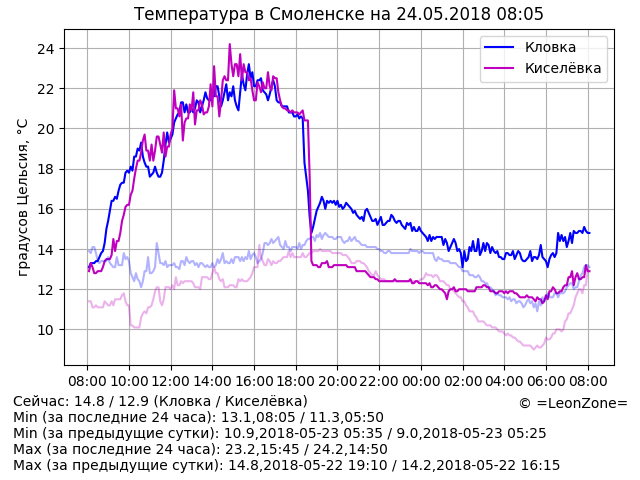 Температура в Смоленске на 24.05.2018 08:05
Кловка
Киселёвка
градусов Цельсия, °C
24
22
20
18
16
14
12
10
08:00 10:00 12:00 14:00 16:00 18:00 20:00 22:00 00:00 02:00 04:00 06:00 08:00
Сейчас: 14.8 / 12.9 (Кловка / Киселёвка)
© =LeonZone=
Min (за последние 24 часа): 13.1,08:05 / 11.3,05:50
Min (за предыдущие сутки): 10.9,2018-05-23 05:35 / 9.0,2018-05-23 05:25
Max (за последние 24 часа): 23.2,15:45 / 24.2,14:50
Max (за предыдущие сутки): 14.8,2018-05-22 19:10 / 14.2,2018-05-22 16:15